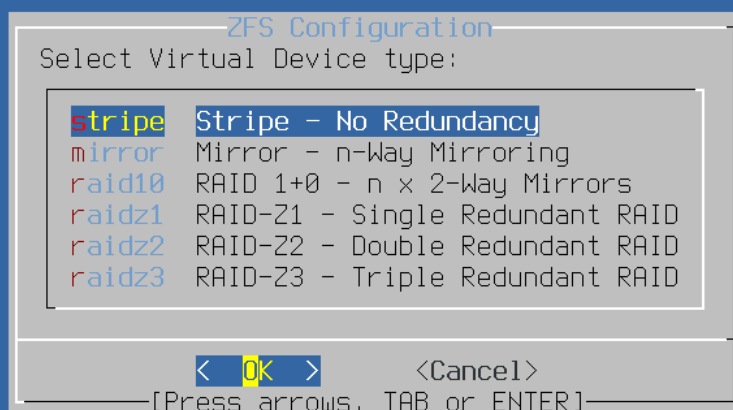 ZFS Configuration
Select Virtual Device type:
stripe Stripe - No Redundancy
mirror Mirror - n-Way Mirroring
raid10 RAID 1+0 - n x 2-Way Mirrors
raidz1 RAID-Z1 - Single Redundant RAID
raidz2 RAID-Z2 - Double Redundant RAID
raidz3 RAID-Z3 - Triple Redundant RAID
< OK > <Cancel>
[Press arrows, TAB or ENTER]